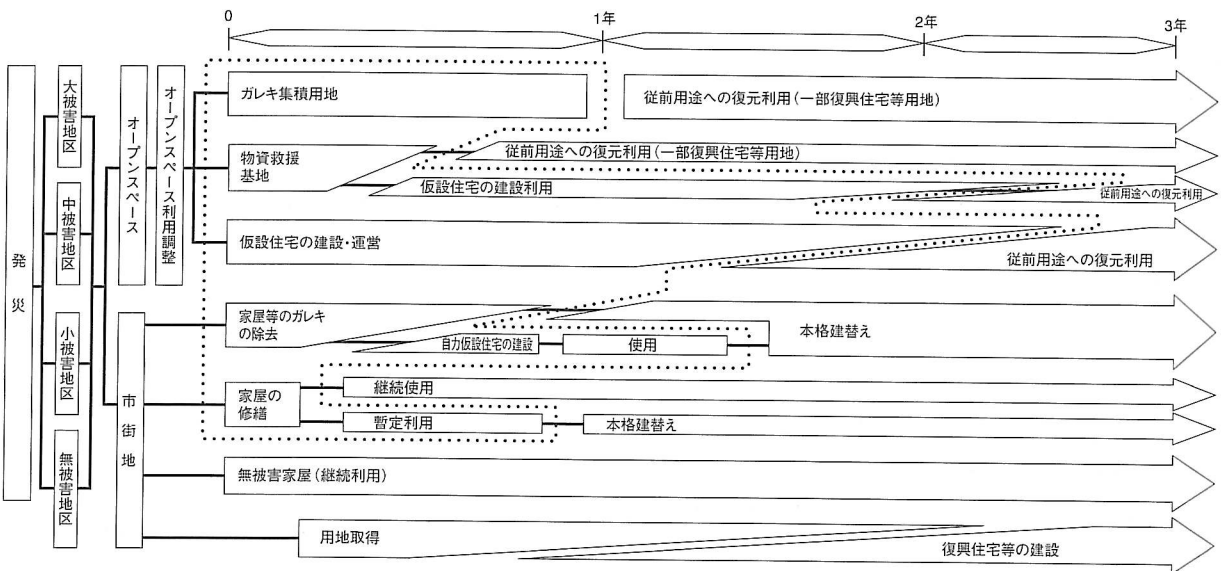 0
1年
2年
3年
発災
大被害地区
中被害地区
小被害地区
無被害地区
オープンスペース
オープンスペース利用調整
市街地
ガレキ集積用地
従前用途への復元利用(一部復興住宅等用地)
物資救援
基地
従前用途への復元利用(一部復興住宅等用地)
仮設住宅の建設利用
従前用途への復元利用
仮設住宅の建設・運営
従前用途への復元利用
家屋等のガレキ
の除去
自力仮設住宅の建設
使用
本格建替え
家屋の
修繕
継続使用
暫定利用
本格建替え
無被害家屋(継続利用)
用地取得
復興住宅等の建設